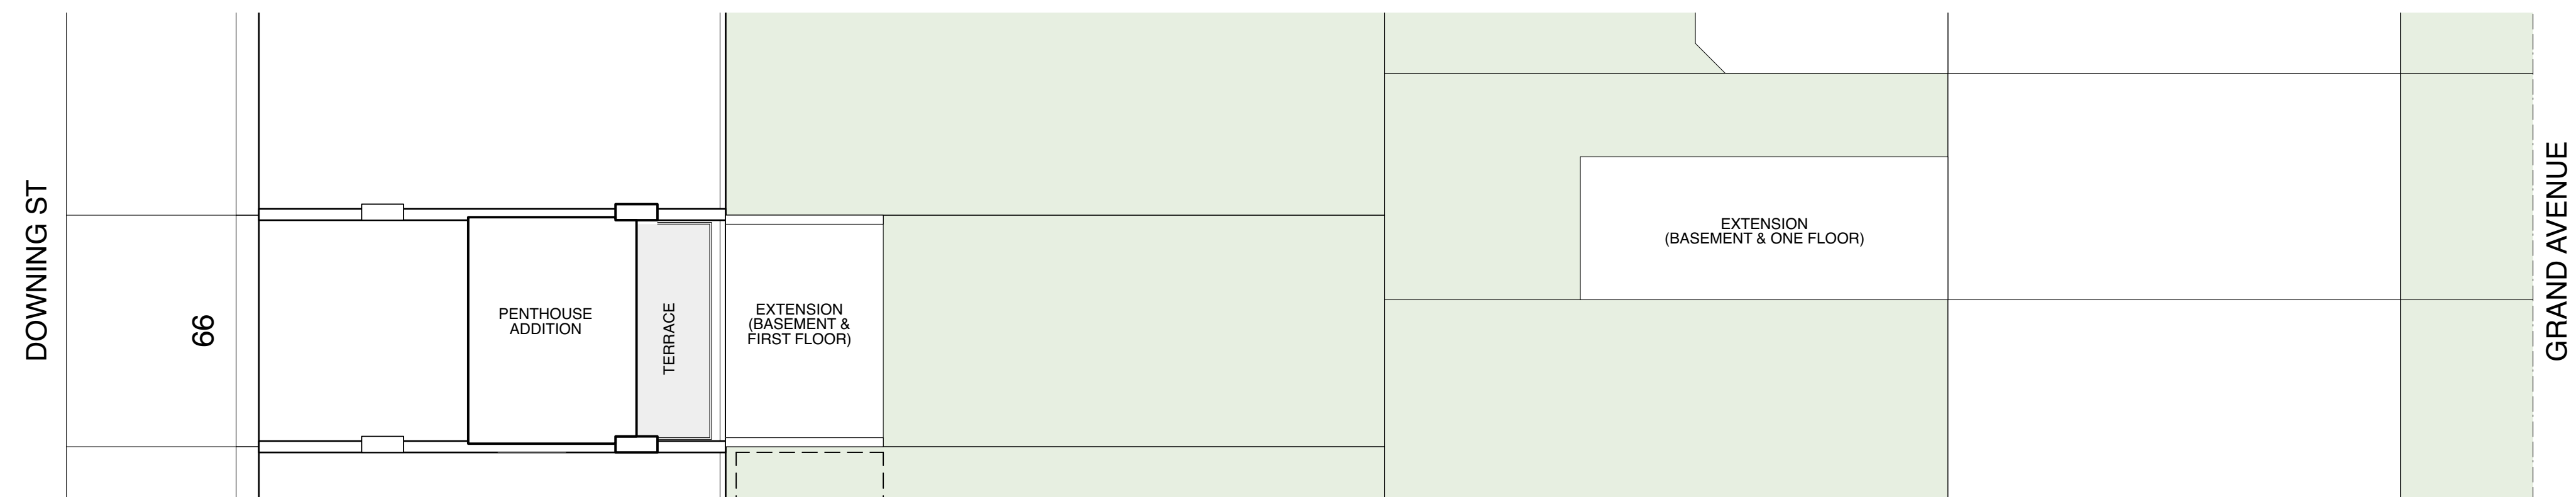 DOWNING ST
66
PENTHOUSE
ADDITION
TERRACE
EXTENSION
(BASEMENT &
FIRST FLOOR)
EXTENSION
(BASEMENT & ONE FLOOR)
GRAND AVENUE